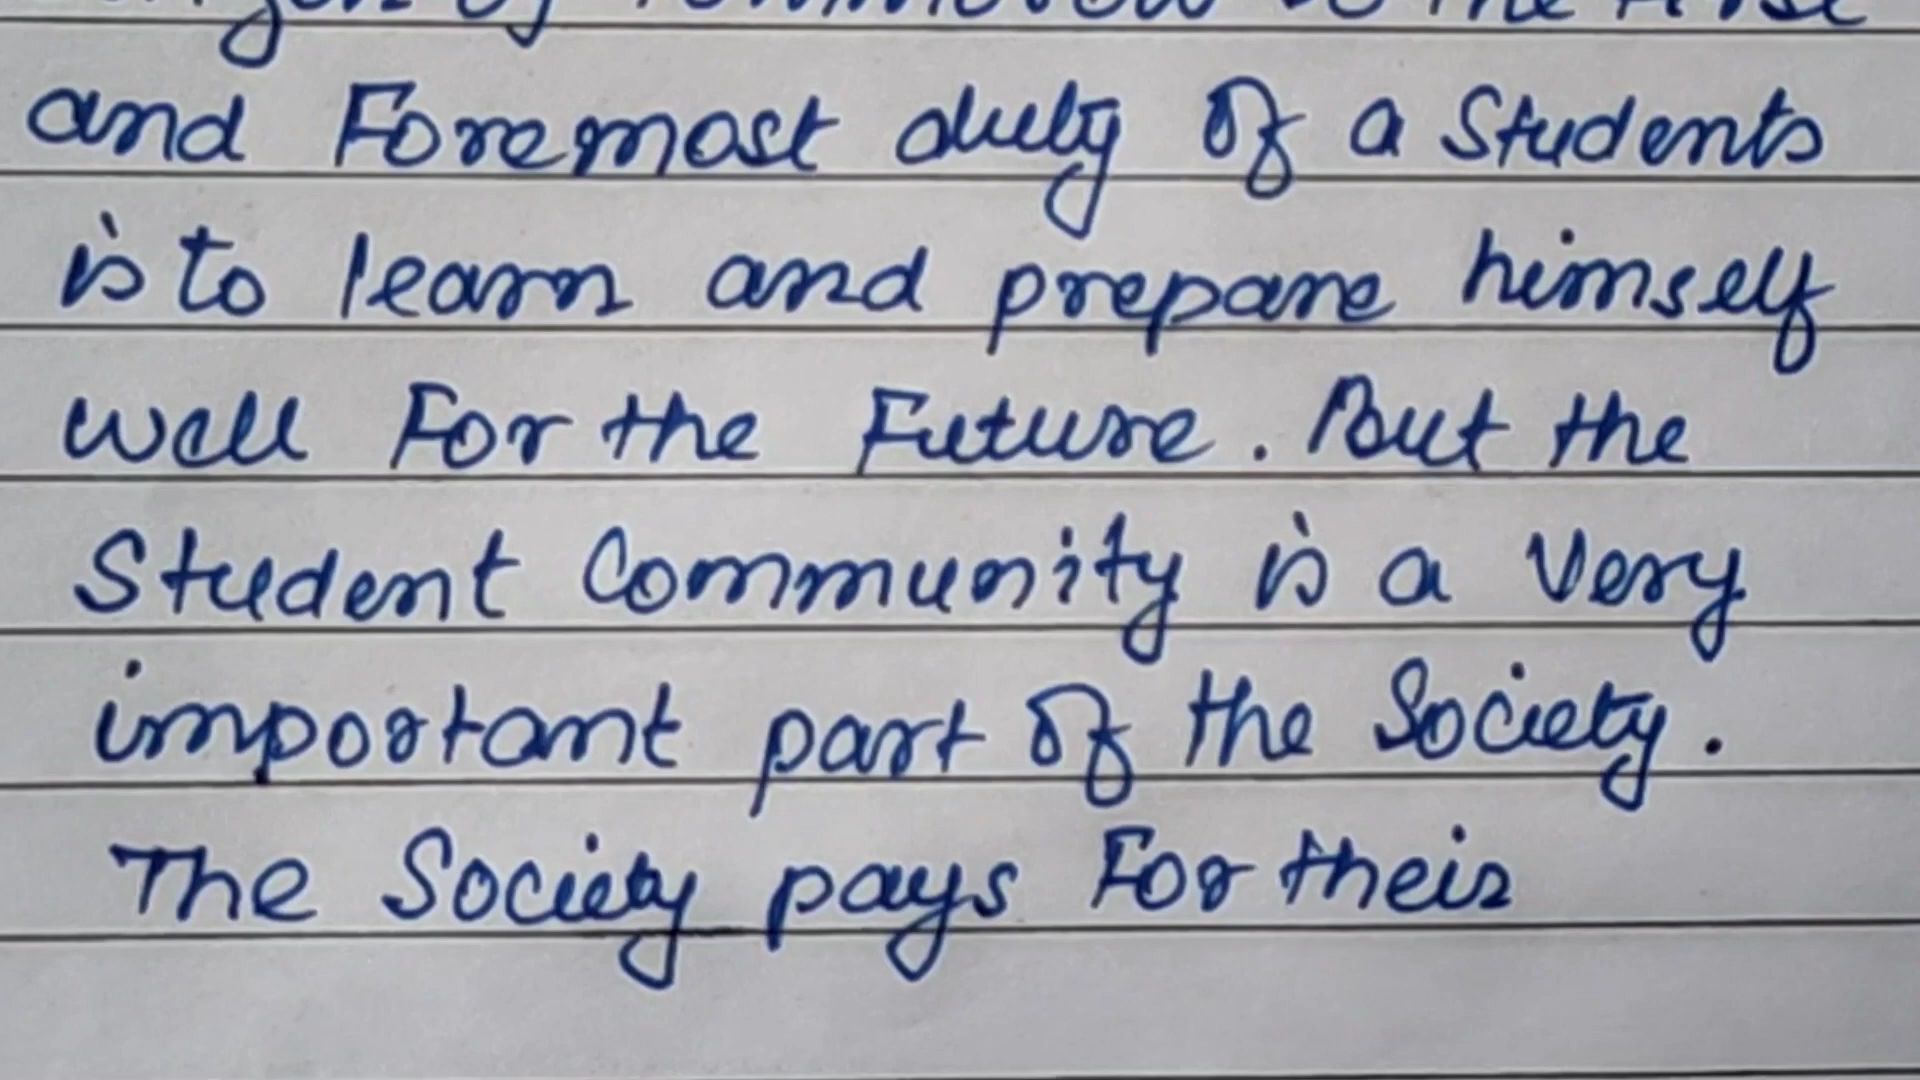 and Foremost duty of a Students
is to learn and prepare himself
well For the Future. But the
Student Community is a Very
important part of the Society.
The Society pays For their